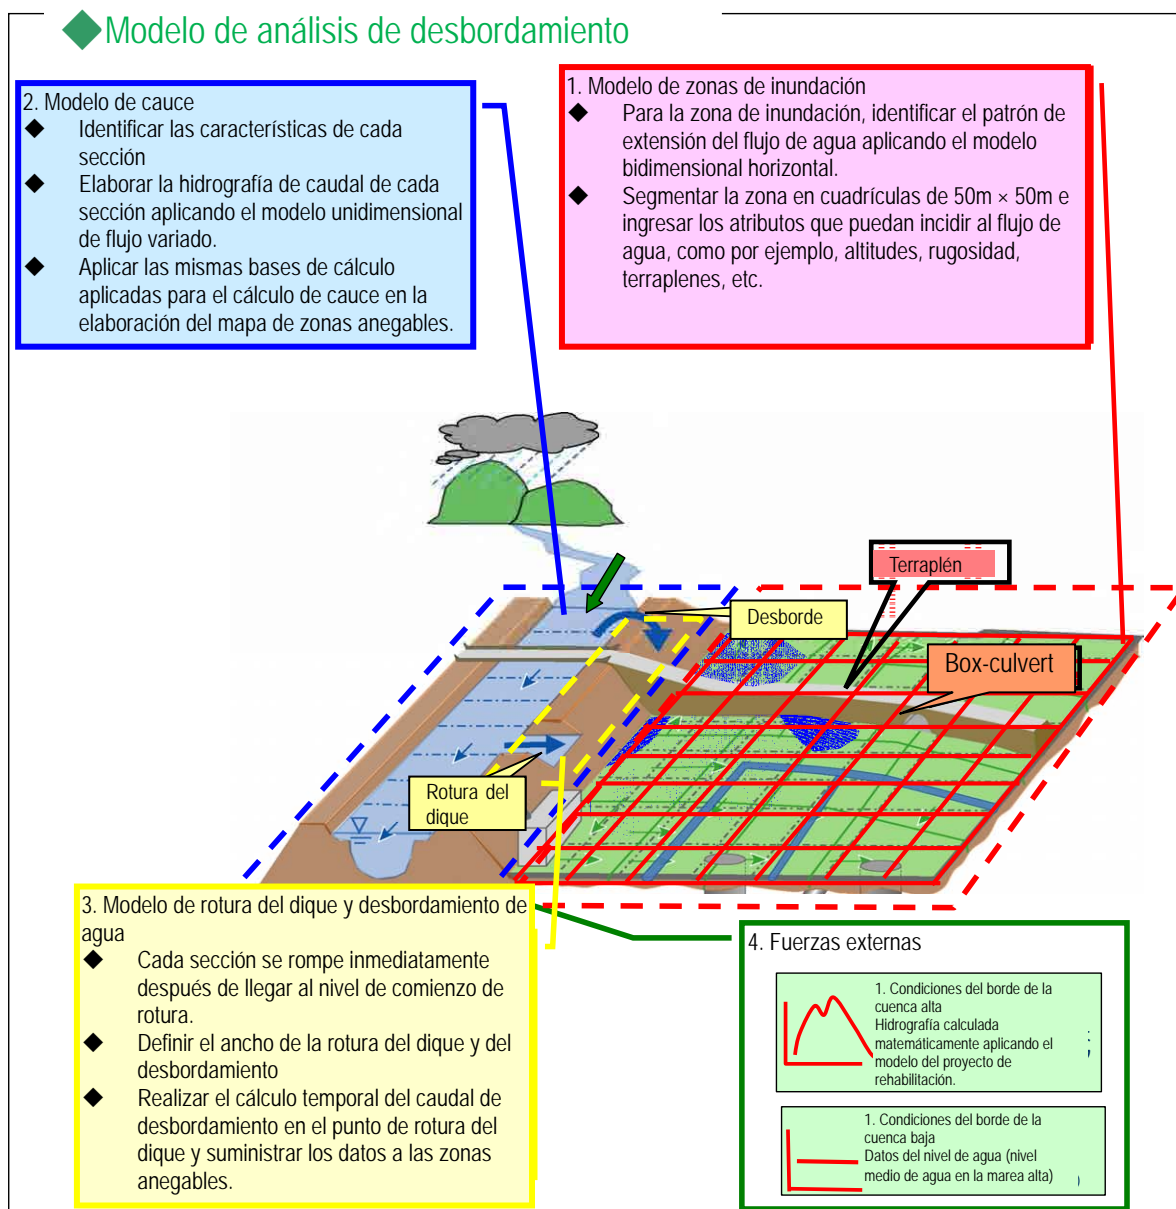 ◆Modelo de análisis de desbordamiento
2. Modelo de cauce
◆ Identificar las características de cada
sección
◆ Elaborar la hidrografía de caudal de cada
sección aplicando el modelo unidimensional
de flujo variado.
◆ Aplicar las mismas bases de cálculo
aplicadas para el cálculo de cauce en la
elaboración del mapa de zonas anegables.
1. Modelo de zonas de inundación
◆ Para la zona de inundación, identificar el patrón de
extensión del flujo de agua aplicando el modelo
bidimensional horizontal.
◆ Segmentar la zona en cuadrículas de 50m × 50m e
ingresar los atributos que puedan incidir al flujo de
agua, como por ejemplo, altitudes, rugosidad,
terraplenes, etc.
Terraplén
Desborde
Box-culvert
Rotura del
dique
3. Modelo de rotura del dique y desbordamiento de
agua
◆ Cada sección se rompe inmediatamente
después de llegar al nivel de comienzo de
rotura.
◆ Definir el ancho de la rotura del dique y del
desbordamiento
◆ Realizar el cálculo temporal del caudal de
desbordamiento en el punto de rotura del
dique y suministrar los datos a las zonas
anegables.
4. Fuerzas externas
1. Condiciones del borde de la
cuenca alta
Hidrografía calculada
matemáticamente aplicando el
modelo del proyecto de
rehabilitación.
1. Condiciones del borde de la
cuenca baja
Datos del nivel de agua (nivel
medio de agua en la marea alta)